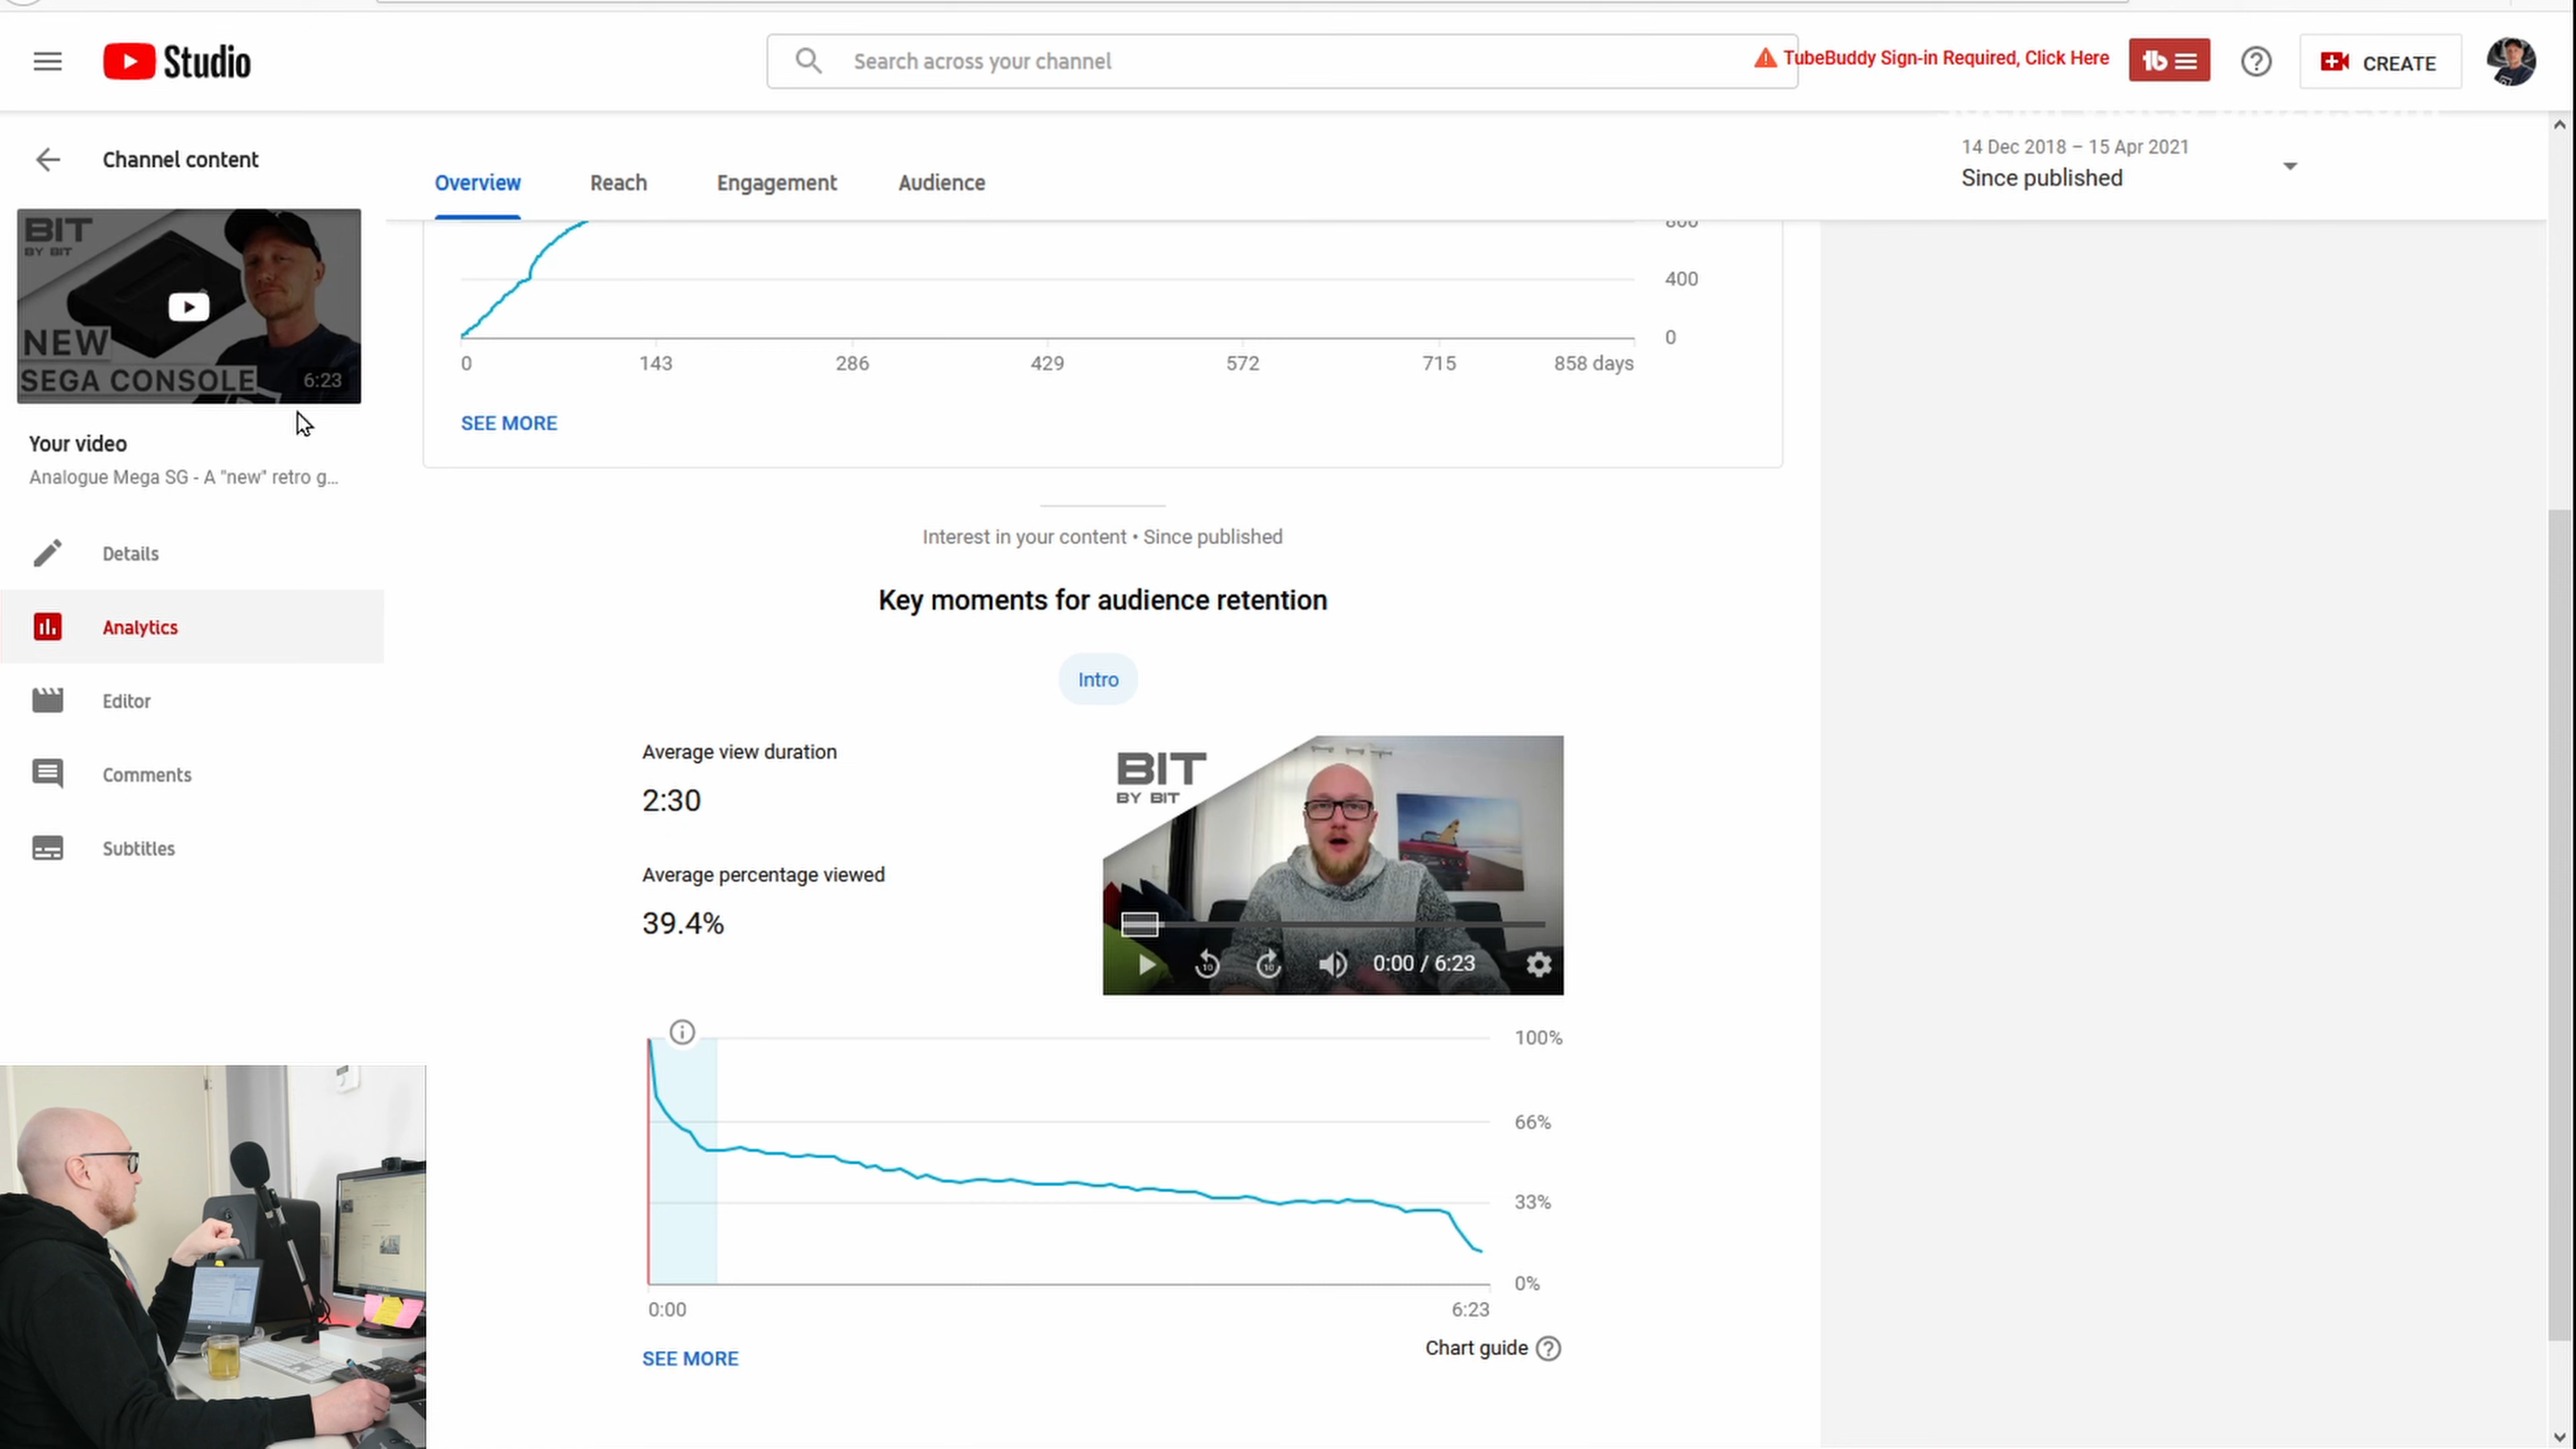 Studio
Search across your channel
TubeBuddy Sign-in Required, Click Here
tb
CREATE
Channel content
Overview
Reach
Engagement
Audience
14 Dec 2018 – 15 Apr 2021
Since published
BIT
BY BIT
NEW
SEGA CONSOLE
6:23
Your video
Analogue Mega SG - A "new" retro g...
Details
Analytics
Editor
Comments
Subtitles
800
400
0
0
143
286
429
572
715
858 days
SEE MORE
Interest in your content • Since published
Key moments for audience retention
Intro
Average view duration
2:30
Average percentage viewed
39.4%
BIT
BY BIT
10
10
0:00 / 6:23
100%
66%
33%
0%
0:00
6:23
Chart guide
SEE MORE